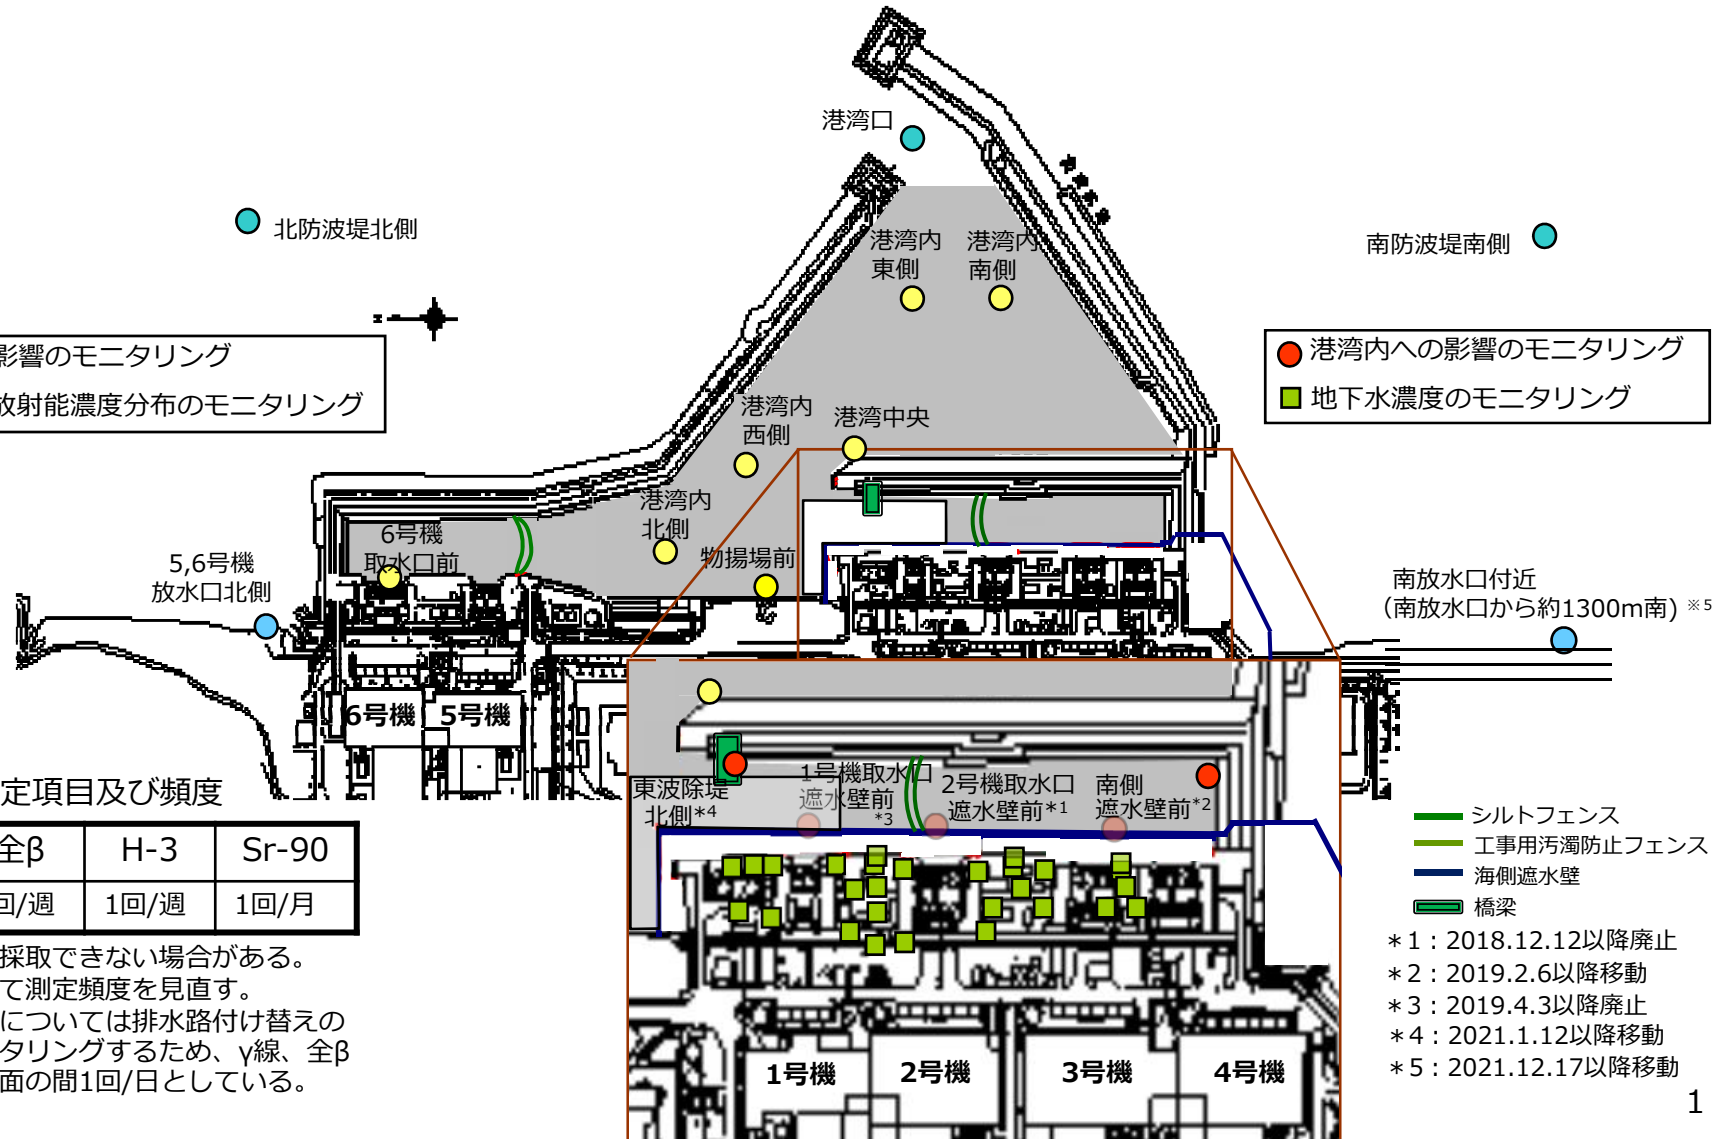 港湾口
北防波堤北側
港湾内
東側
港湾内
南側
南防波堤南側
影響のモニタリング
放射能濃度分布のモニタリング
港湾内への影響のモニタリング
地下水濃度のモニタリング
港湾内
西側
港湾中央
港湾内
北側
物揚場前
6号機
取水口前
5,6号機
放水口北側
南放水口付近
（南放水口から約1300m南) ※5
6号機
5号機
東波除堤
北側*4
1号機取水口
遮水壁前
*3
2号機取水口
遮水壁前*1
南側
遮水壁前*2
定項目及び頻度
全β H-3 Sr-90
回/週 1回/週 1回/月
採取できない場合がある。
て測定頻度を見直す。
については排水路付け替えの
タリングするため、γ線、全β
面の間1回/日としている。
シルトフェンス
工事用汚濁防止フェンス
海側遮水壁
橋梁
＊1：2018.12.12以降廃止
＊2：2019.2.6以降移動
＊3：2019.4.3以降廃止
＊4：2021.1.12以降移動
＊5：2021.12.17以降移動
1号機
2号機
3号機
4号機
1